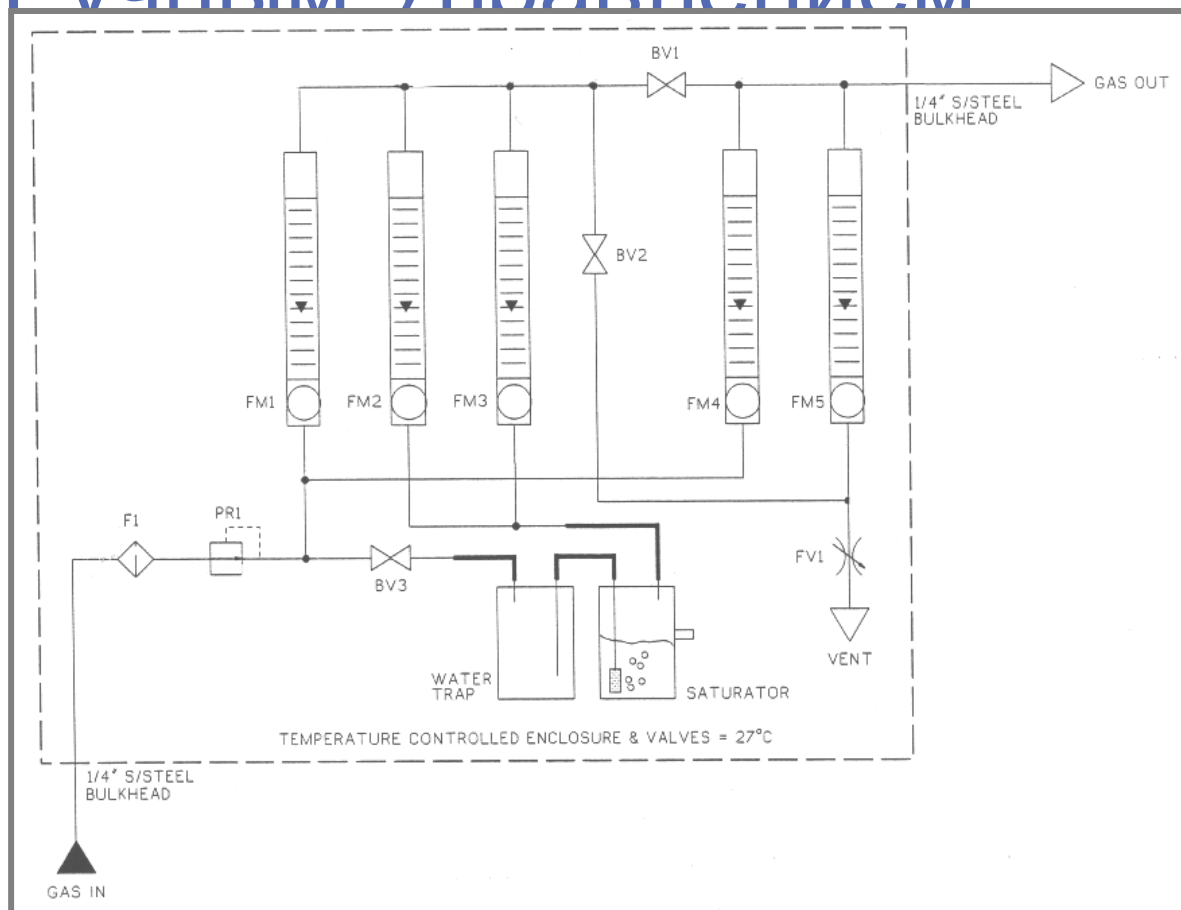 BV1
GAS OUT
1/4" S/STEEL
BULKHEAD
BV2
FM1
FM2
FM3
FM4
FM5
F1
PR1
BV3
FV1
VENT
WATER
TRAP
SATURATOR
TEMPERATURE CONTROLLED ENCLOSURE & VALVES = 27°C
1/4" S/STEEL
BULKHEAD
GAS IN